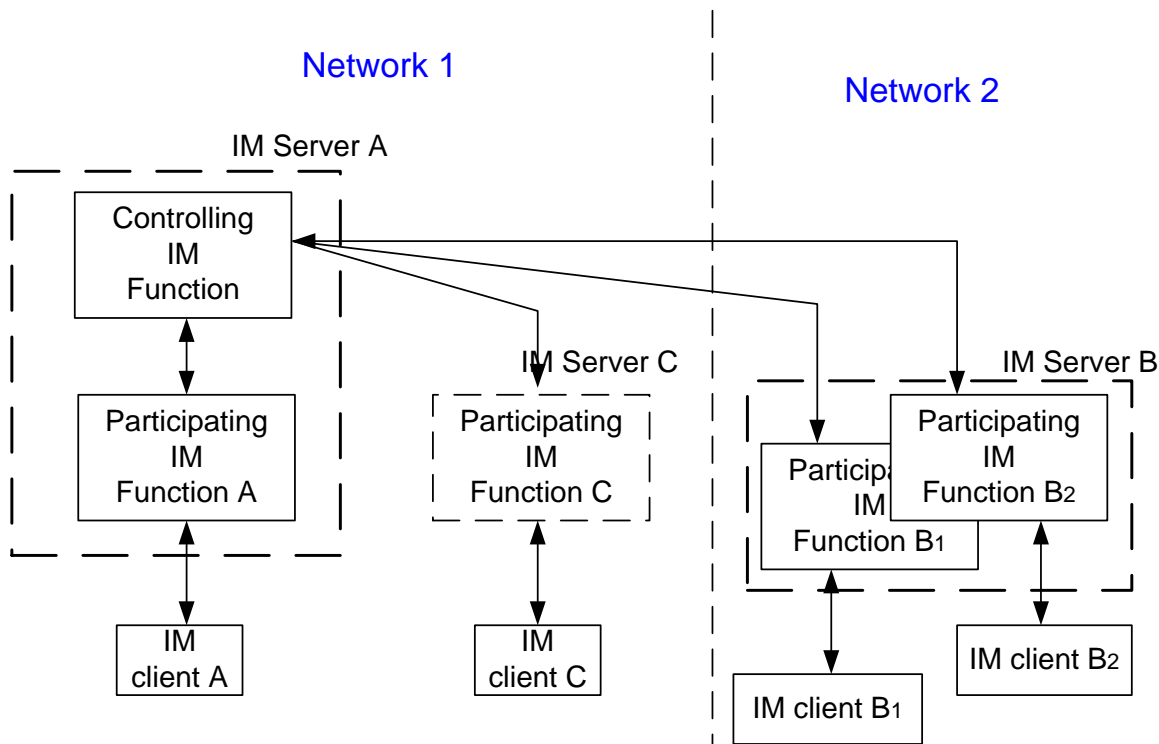 Network 1
Network 2
IM Server A
Controlling
IM
Function
IM Server C
IM Server B
Participating
IM
Function A
Participating
IM
Function C
Participating
IM
Function B2
Participa
IM
Function B1
IM
client A
IM
client C
IM client B2
IM client B1